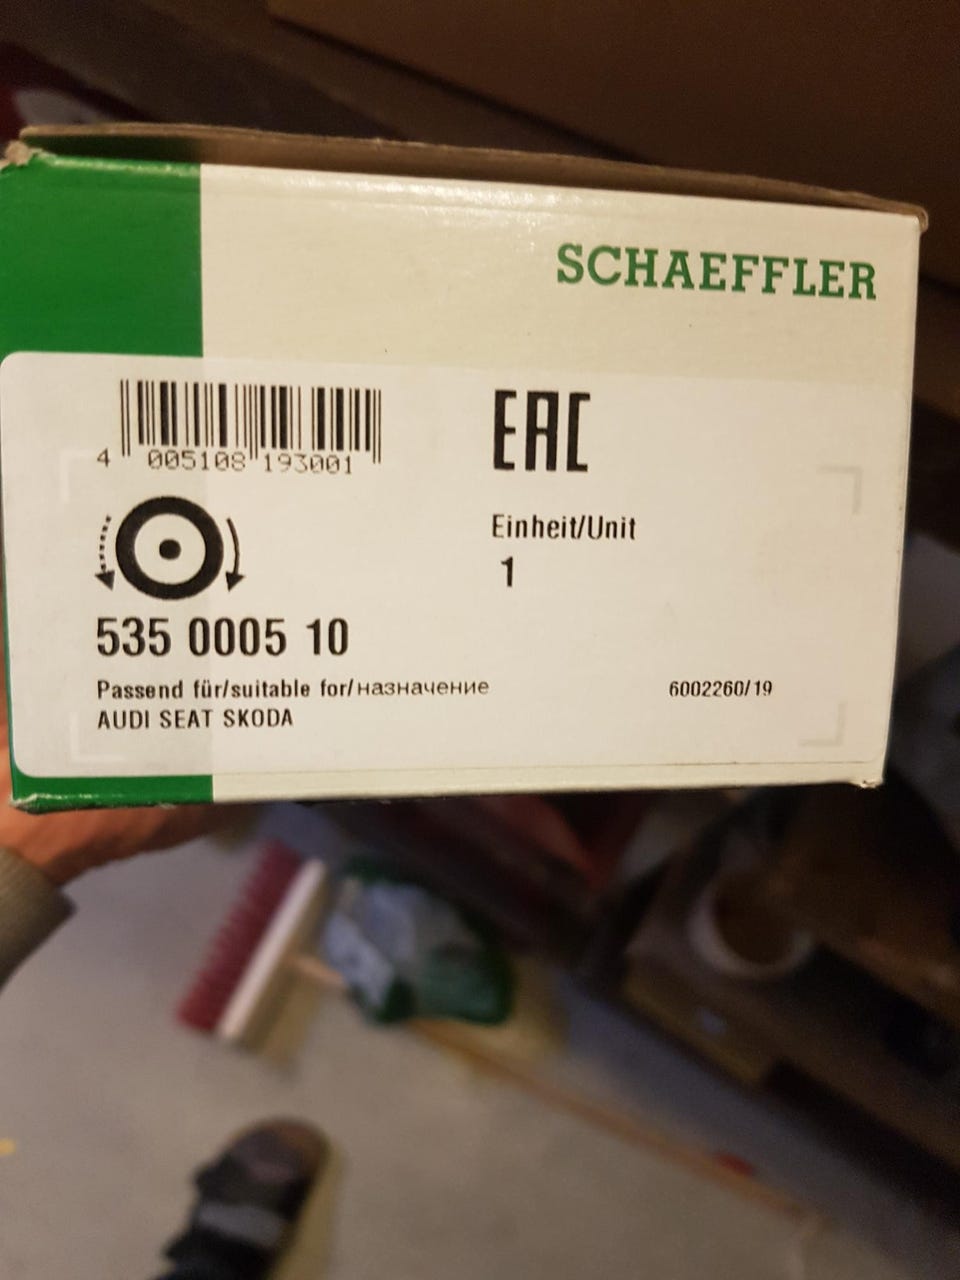 SCHAEFFLER
4 005108 193001
EAC
Einheit/Unit
1
535 0005 10
Passend für/suitable for/назначение
AUDI SEAT SKODA
6002260/19